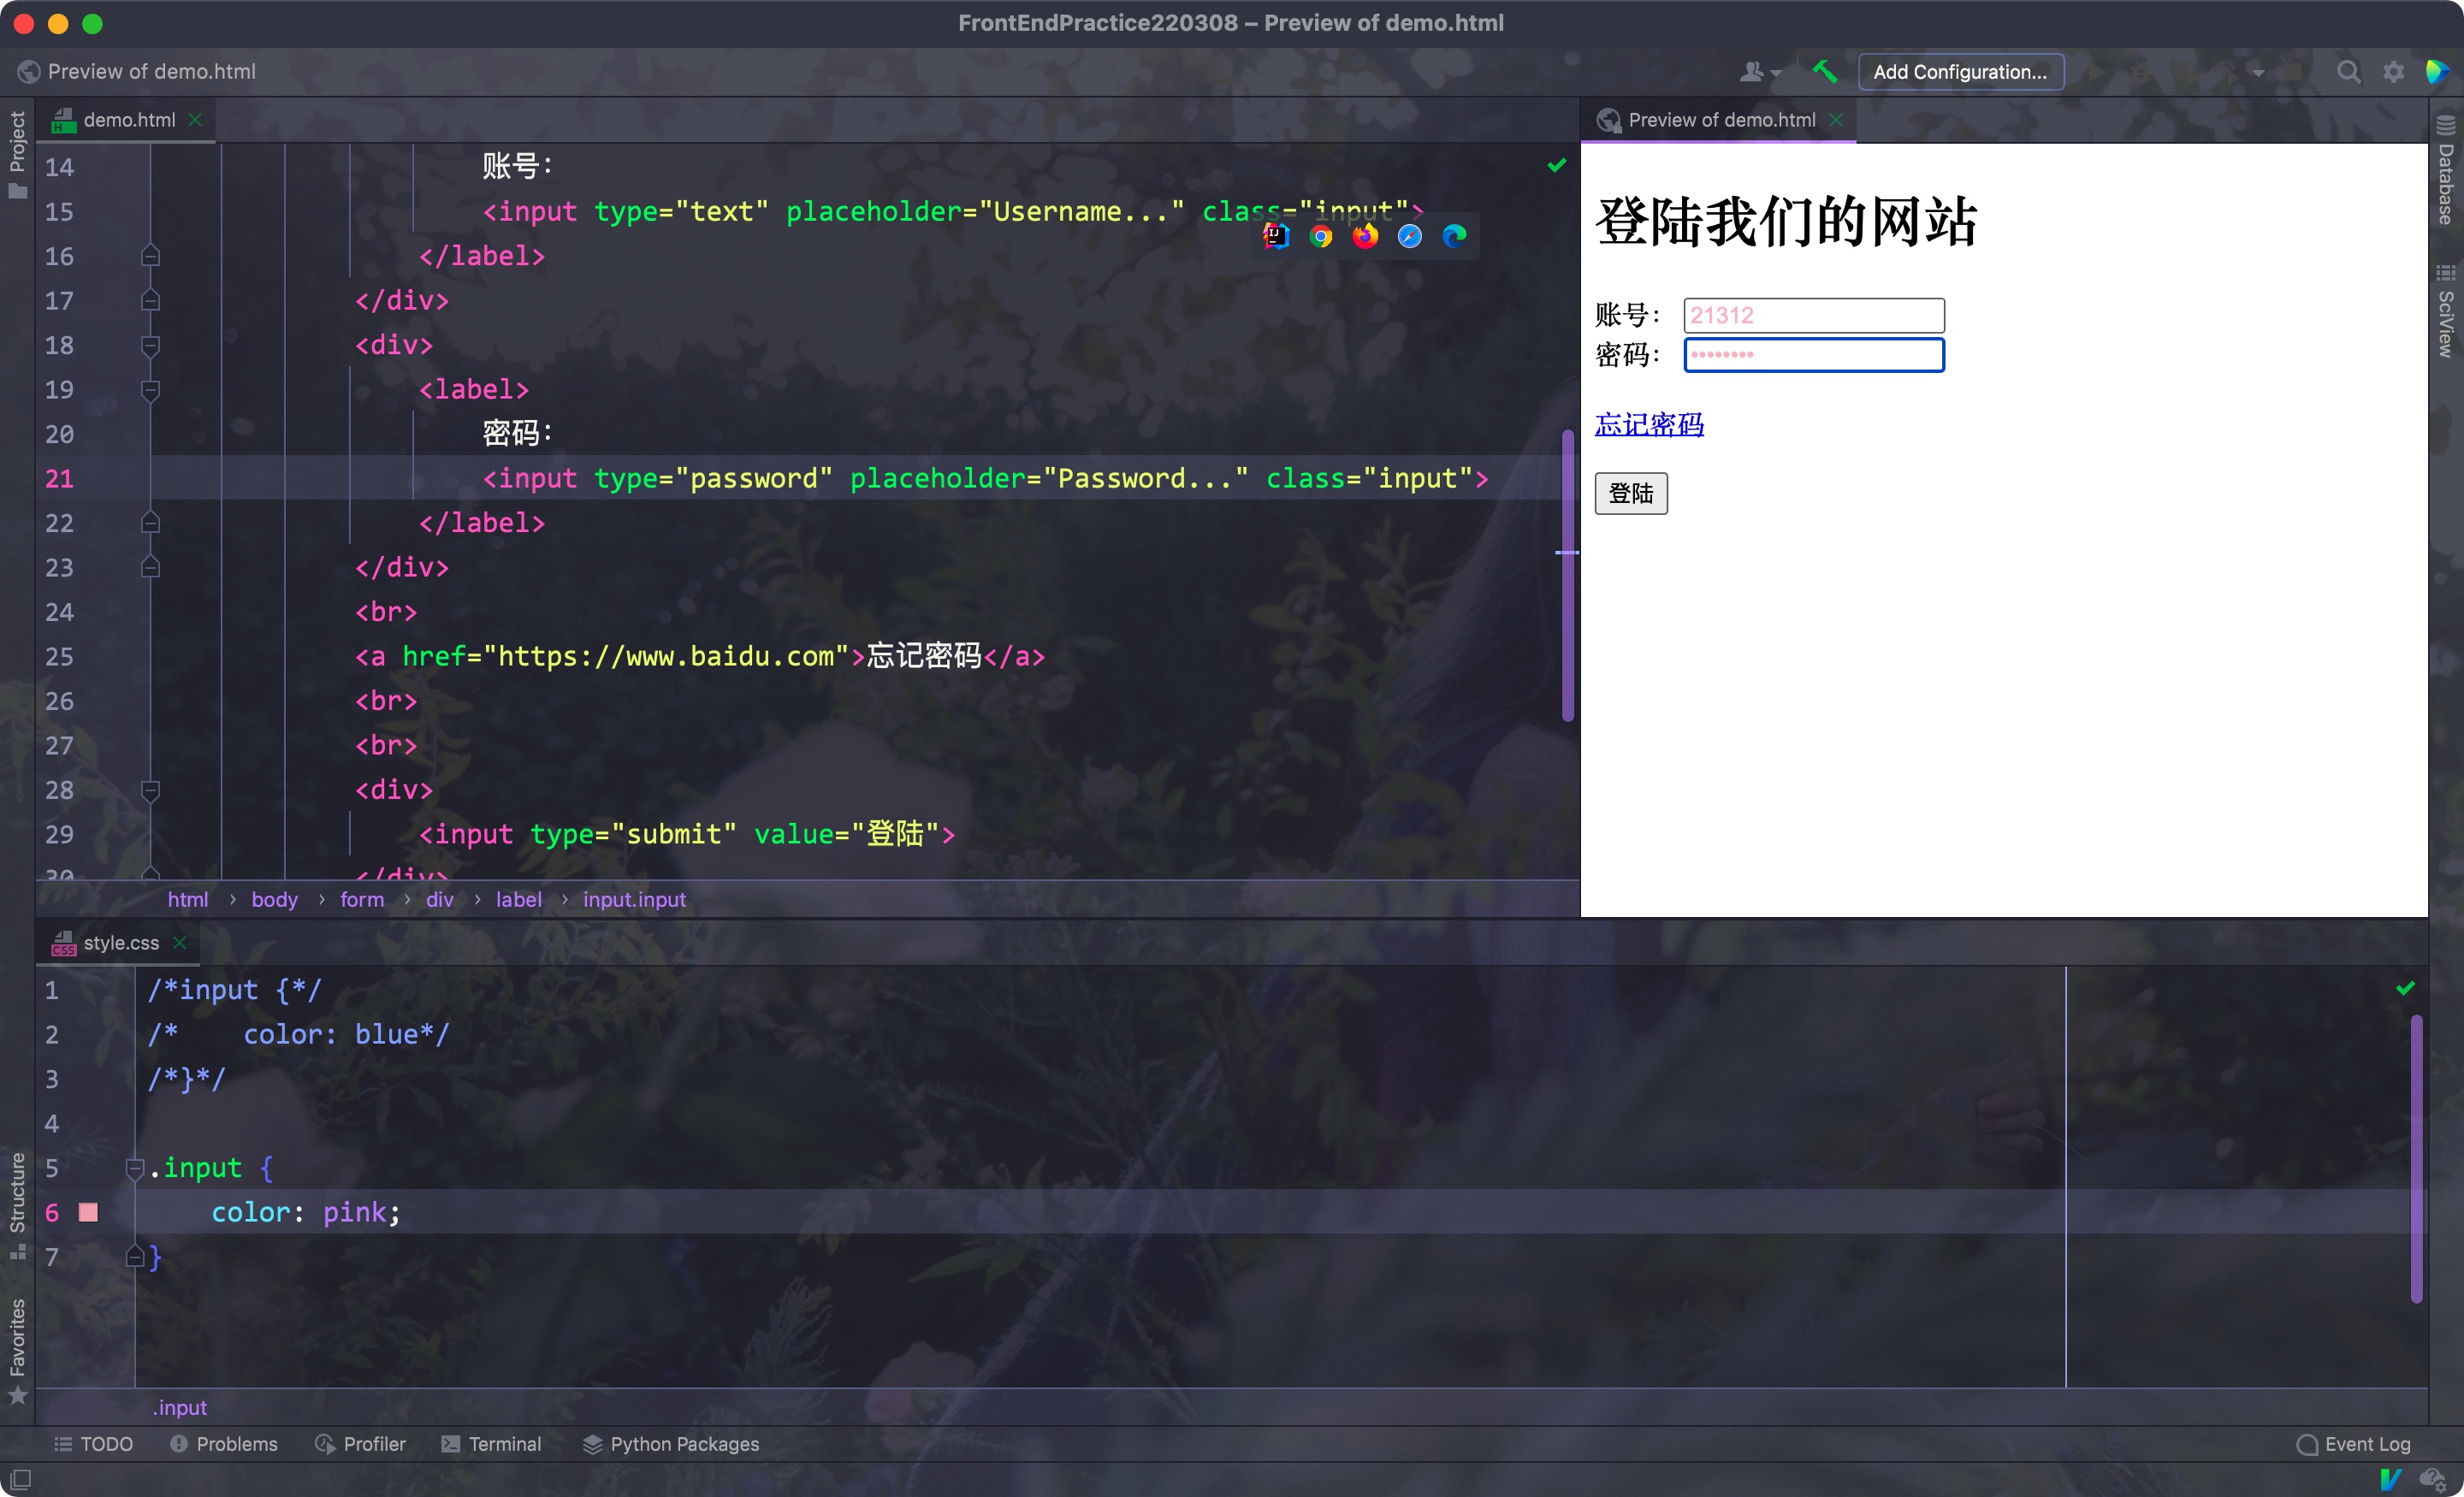 FrontEndPractice220308 – Preview of demo.html
Preview of demo.html
Add Configuration...
Project
demo.html
14 账号：
15 <input type="text" placeholder="Username..." class="input">
16 </label>
17 </div>
18 <div>
19 <label>
20 密码：
21 <input type="password" placeholder="Password..." class="input">
22 </label>
23 </div>
24 <br>
25 <a href="https://www.baidu.com">忘记密码</a>
26 <br>
27 <br>
28 <div>
29 <input type="submit" value="登陆">
30 </div>
html › body › form › div › label › input.input
Preview of demo.html
登陆我们的网站
账号： 21312
密码： ••••••••
忘记密码
登陆
Database
SciView
style.css
1 /*input {*/
2 /*    color: blue*/
3 /*}*/
4
5 .input {
6 color: pink;
7 }
.input
Structure
Favorites
TODO Problems Profiler Terminal Python Packages Event Log